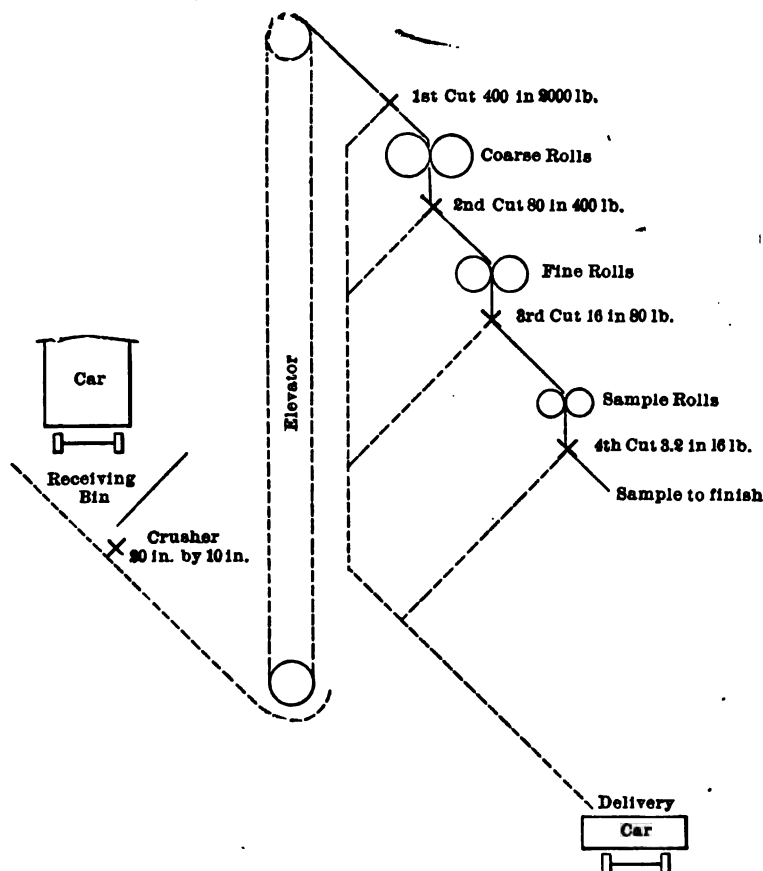 1st Cut 400 in 2000 lb.
Coarse Rolls
2nd Cut 80 in 400 lb.
Fine Rolls
3rd Cut 16 in 80 lb.
Car
Elevator
Sample Rolls
4th Cut 3.2 in 16 lb.
Receiving
Bin
Sample to finish
Crusher
20 in. by 10 in.
Delivery
Car